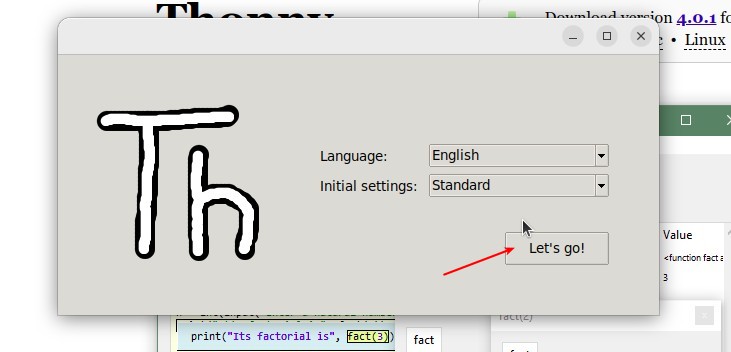 Thonny
Download version 4.0.1 fo
c • Linux
Th
Language: English
Initial settings: Standard
Let's go!
Value
<function fact a
3
fact(2)
print("Its factorial is", fact(3))
fact
fact